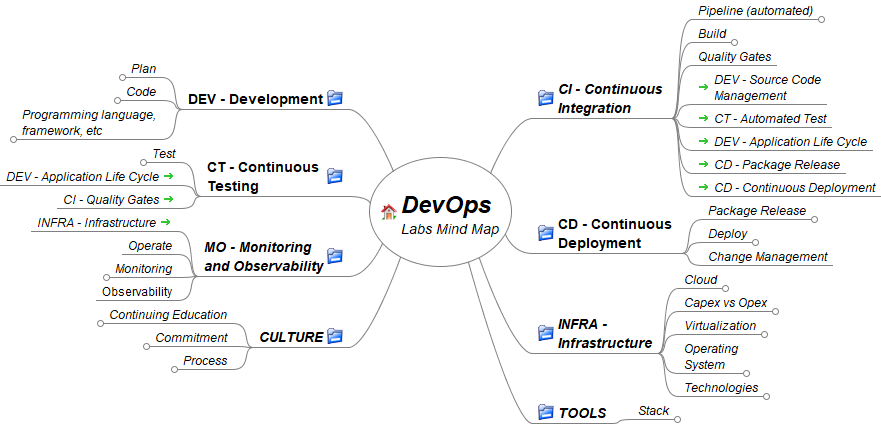 DevOps
Labs Mind Map
DEV - Development
Plan
Code
Programming language,
framework, etc
CT - Continuous
Testing
Test
DEV - Application Life Cycle
CI - Quality Gates
MO - Monitoring
and Observability
INFRA - Infrastructure
Operate
Monitoring
Observability
CULTURE
Continuing Education
Commitment
Process
CI - Continuous
Integration
Pipeline (automated)
Build
Quality Gates
DEV - Source Code
Management
CT - Automated Test
DEV - Application Life Cycle
CD - Package Release
CD - Continuous Deployment
CD - Continuous
Deployment
Package Release
Deploy
Change Management
INFRA -
Infrastructure
Cloud
Capex vs Opex
Virtualization
Operating
System
Technologies
TOOLS
Stack